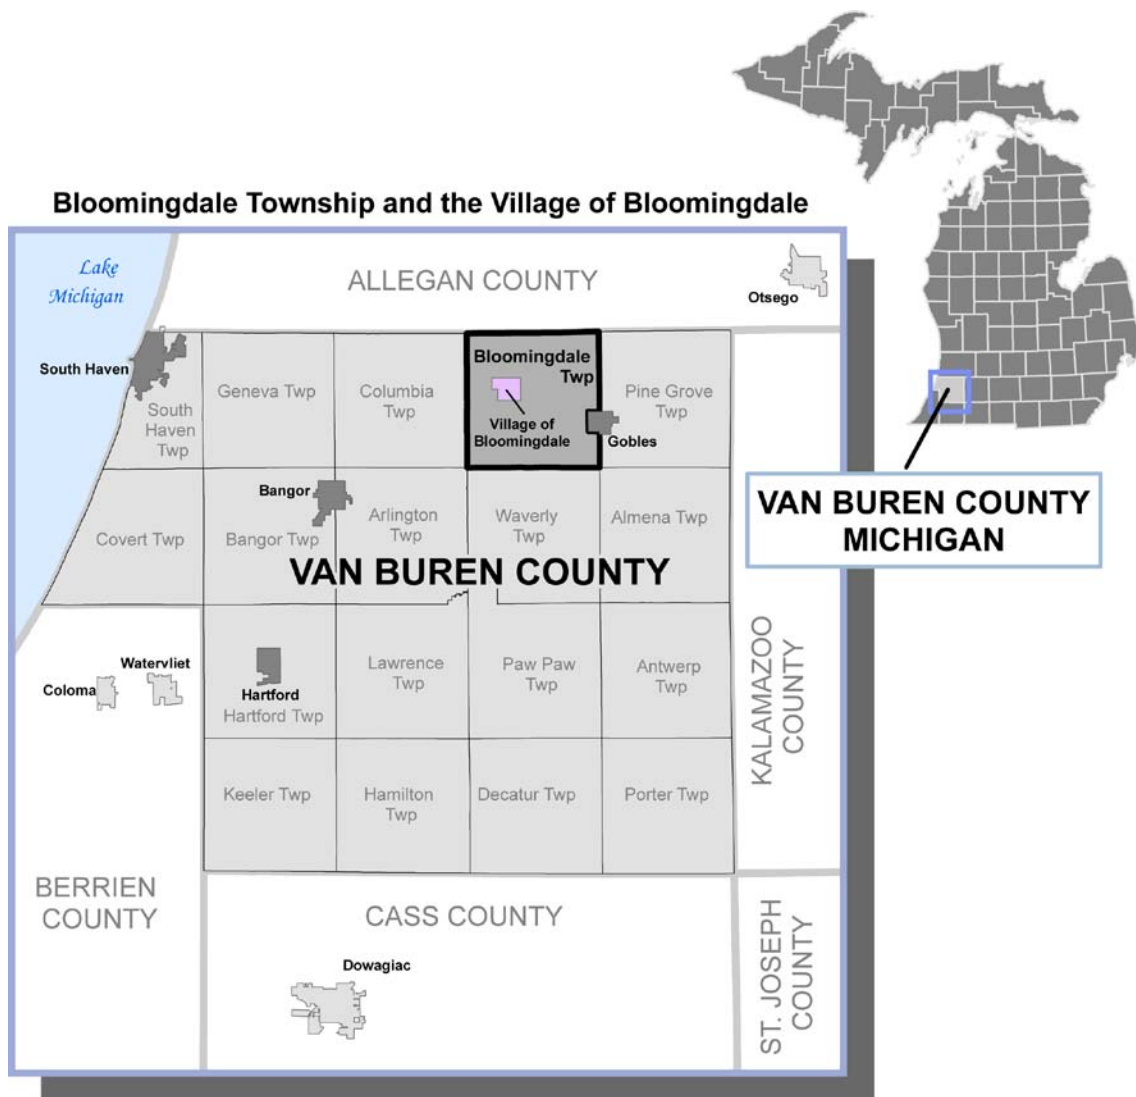 Bloomingdale Township and the Village of Bloomingdale
Lake
Michigan
ALLEGAN COUNTY
Otsego
South Haven
South
Haven
Twp
Geneva Twp
Columbia
Twp
Bloomingdale
Twp
Village of
Bloomingdale
Pine Grove
Twp
Gobles
Bangor
Covert Twp
Bangor Twp
Arlington
Twp
Waverly
Twp
Almena Twp
VAN BUREN COUNTY
VAN BUREN COUNTY
MICHIGAN
Coloma
Watervliet
Hartford
Hartford Twp
Lawrence
Twp
Paw Paw
Twp
Antwerp
Twp
KALAMAZOO
COUNTY
Keeler Twp
Hamilton
Twp
Decatur Twp
Porter Twp
BERRIEN
COUNTY
CASS COUNTY
ST. JOSEPH
COUNTY
Dowagiac